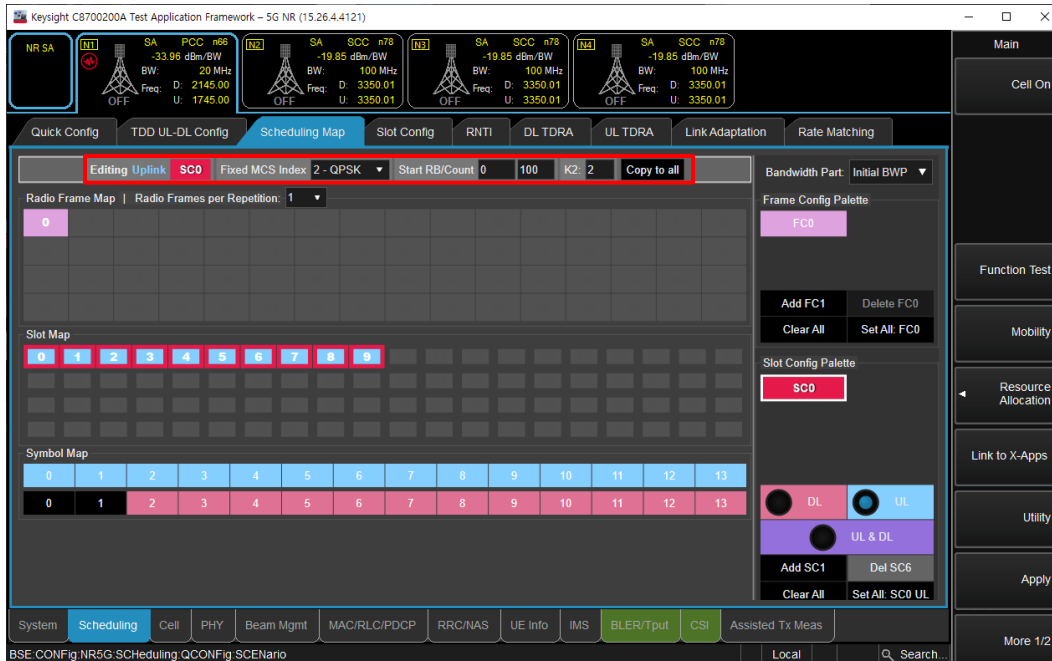 Keysight C8700200A Test Application Framework – 5G NR (15.26.4.4121)
NR SA
N1 SA PCC n66
-33.96 dBm/BW
BW: 20 MHz
Freq: D: 2145.00
U: 1745.00
OFF
N2 SA SCC n78
-19.85 dBm/BW
BW: 100 MHz
Freq: D: 3350.01
U: 3350.01
OFF
N3 SA SCC n78
-19.85 dBm/BW
BW: 100 MHz
Freq: D: 3350.01
U: 3350.01
OFF
N4 SA SCC n78
-19.85 dBm/BW
BW: 100 MHz
Freq: D: 3350.01
U: 3350.01
OFF
Main
Cell On
Function Test
Mobility
Resource
Allocation
Link to X-Apps
Utility
Apply
More 1/2
Quick Config TDD UL-DL Config Scheduling Map Slot Config RNTI DL TDRA UL TDRA Link Adaptation Rate Matching
Editing Uplink SC0 Fixed MCS Index 2 - QPSK Start RB/Count 0 100 K2: 2 Copy to all
Radio Frame Map | Radio Frames per Repetition: 1
0
Slot Map
0 1 2 3 4 5 6 7 8 9
Symbol Map
0 1 2 3 4 5 6 7 8 9 10 11 12 13
0 1 2 3 4 5 6 7 8 9 10 11 12 13
Bandwidth Part: Initial BWP
Frame Config Palette
FC0
Add FC1 Delete FC0
Clear All Set All: FC0
Slot Config Palette
SC0
DL UL
UL & DL
Add SC1 Del SC6
Clear All Set All: SC0 UL
System Scheduling Cell PHY Beam Mgmt MAC/RLC/PDCP RRC/NAS UE Info IMS BLER/Tput CSI Assisted Tx Meas
BSE:CONFig:NR5G:SCHeduling:QCONFig:SCENario Local Search...